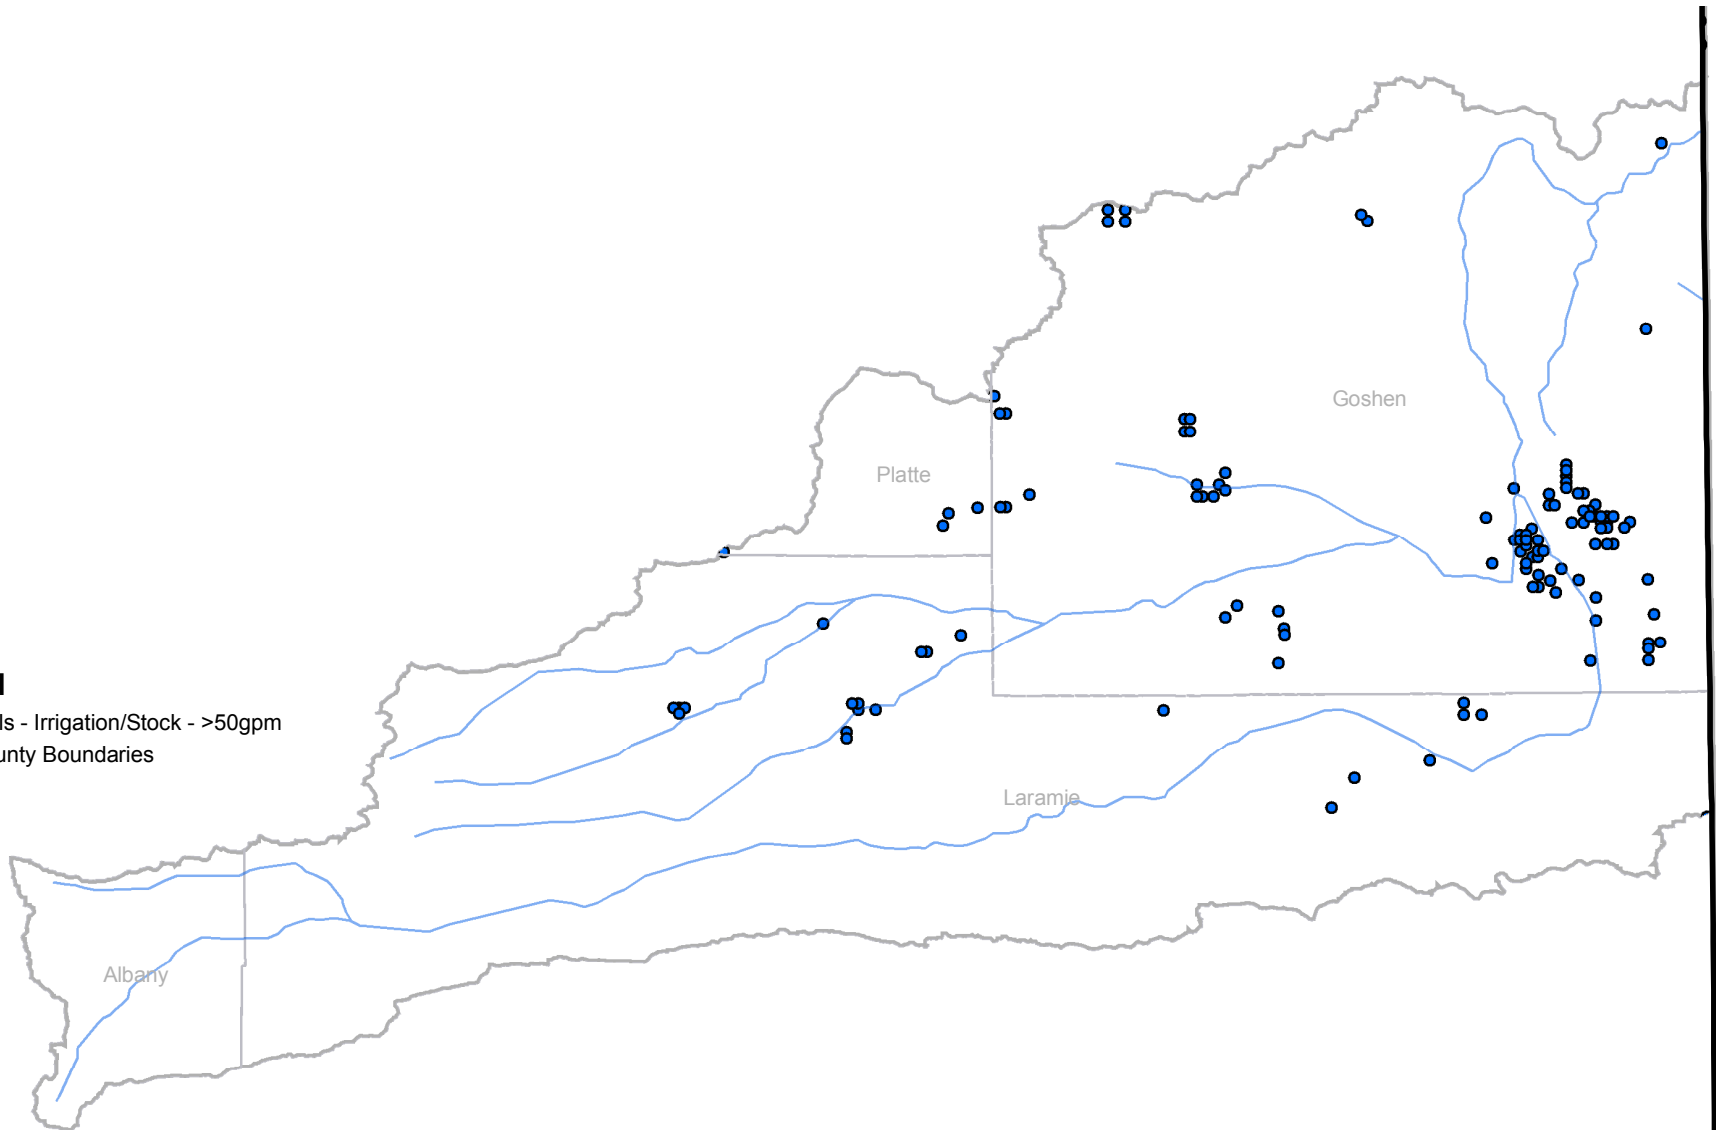 Goshen
Platte
ls - Irrigation/Stock - >50gpm
unty Boundaries
Laramie
Albany